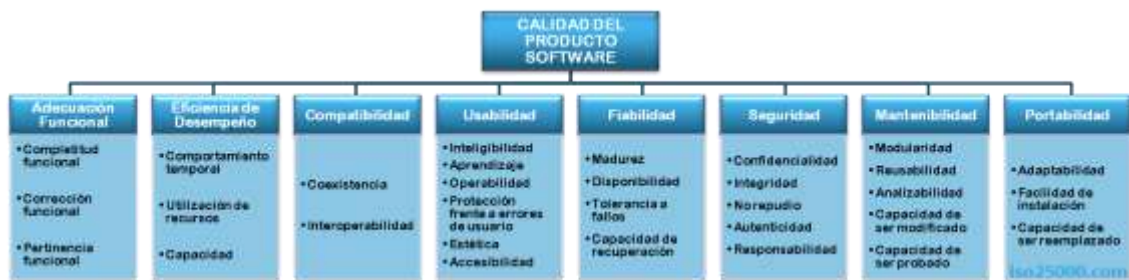 CALIDAD DEL
PRODUCTO
SOFTWARE
Adecuación
Funcional
• Completitud
funcional
• Corrección
funcional
• Pertinencia
funcional
Eficiencia de
Desempeño
• Comportamiento
temporal
• Utilización de
recursos
• Capacidad
Compatibilidad
• Coexistencia
• Interoperabilidad
Usabilidad
• Inteligibilidad
• Aprendizaje
• Operabilidad
• Protección
frente a errores
de usuario
• Estética
• Accesibilidad
Fiabilidad
• Madurez
• Disponibilidad
• Tolerancia a
fallos
• Capacidad de
recuperación
Seguridad
• Confidencialidad
• Integridad
• No repudio
• Autenticidad
• Responsabilidad
Mantenibilidad
• Modularidad
• Reusabilidad
• Analizabilidad
• Capacidad de
ser modificado
• Capacidad de
ser probado
Portabilidad
• Adaptabilidad
• Facilidad de
instalación
• Capacidad de
ser reemplazado
iso25000.com